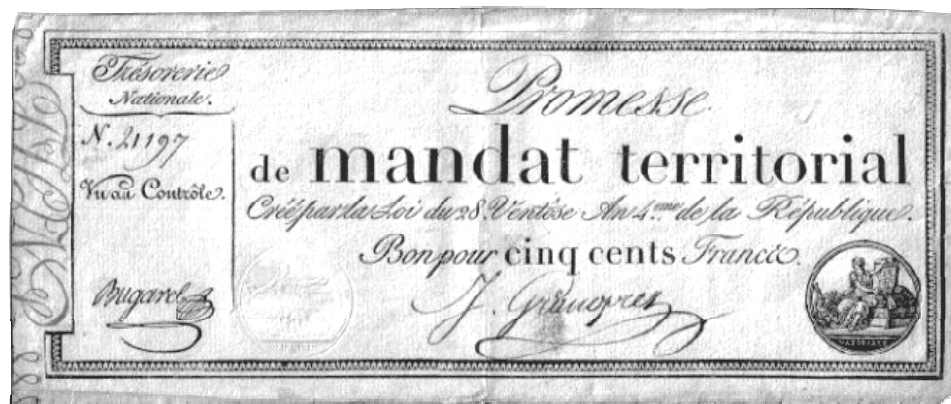 Trésorerie
Nationale.
N. 21197
Vu au Contrôle.
Bugarel
Promesse
de mandat territorial
Créé par la Loi du 28. Ventôse An 4.me de la République.
Bon pour cinq cents Francs.